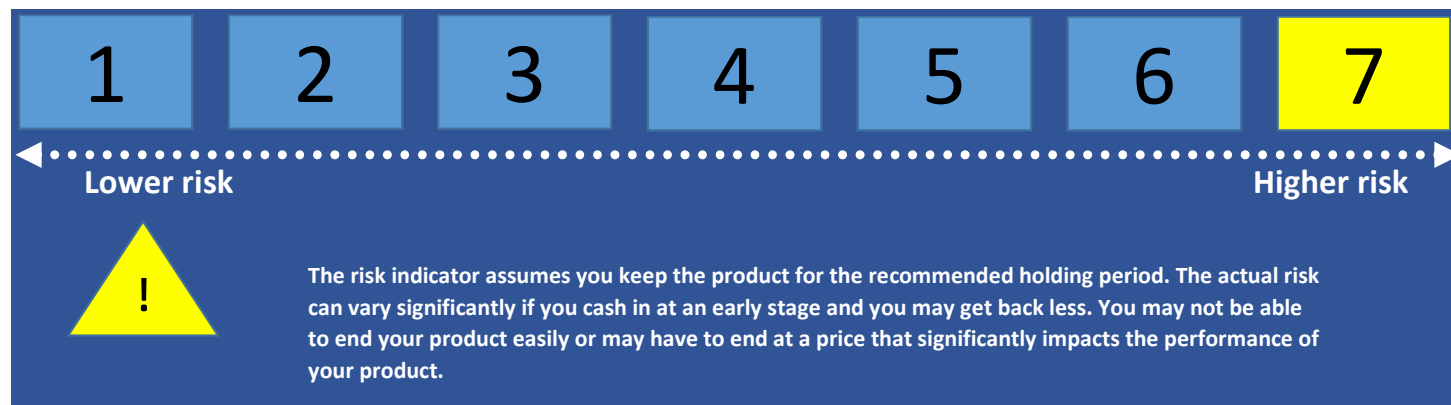 1 2 3 4 5 6 7
Lower risk Higher risk
!
The risk indicator assumes you keep the product for the recommended holding period. The actual risk
can vary significantly if you cash in at an early stage and you may get back less. You may not be able
to end your product easily or may have to end at a price that significantly impacts the performance of
your product.